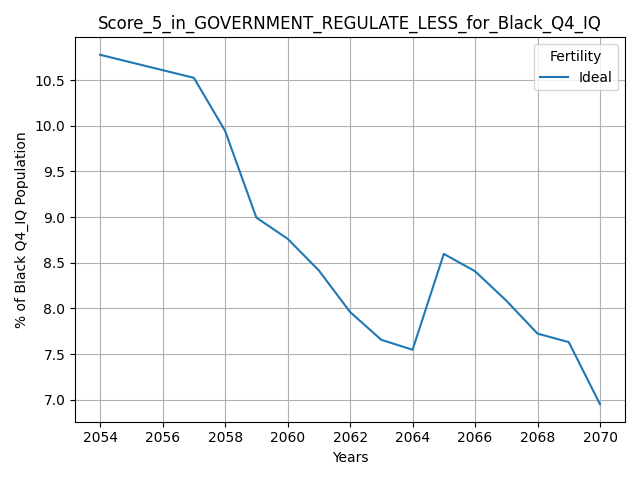 Score_5_in_GOVERNMENT_REGULATE_LESS_for_Black_Q4_IQ
Fertility
Ideal
% of Black Q4_IQ Population
10.5
10.0
9.5
9.0
8.5
8.0
7.5
7.0
2054 2056 2058 2060 2062 2064 2066 2068 2070
Years